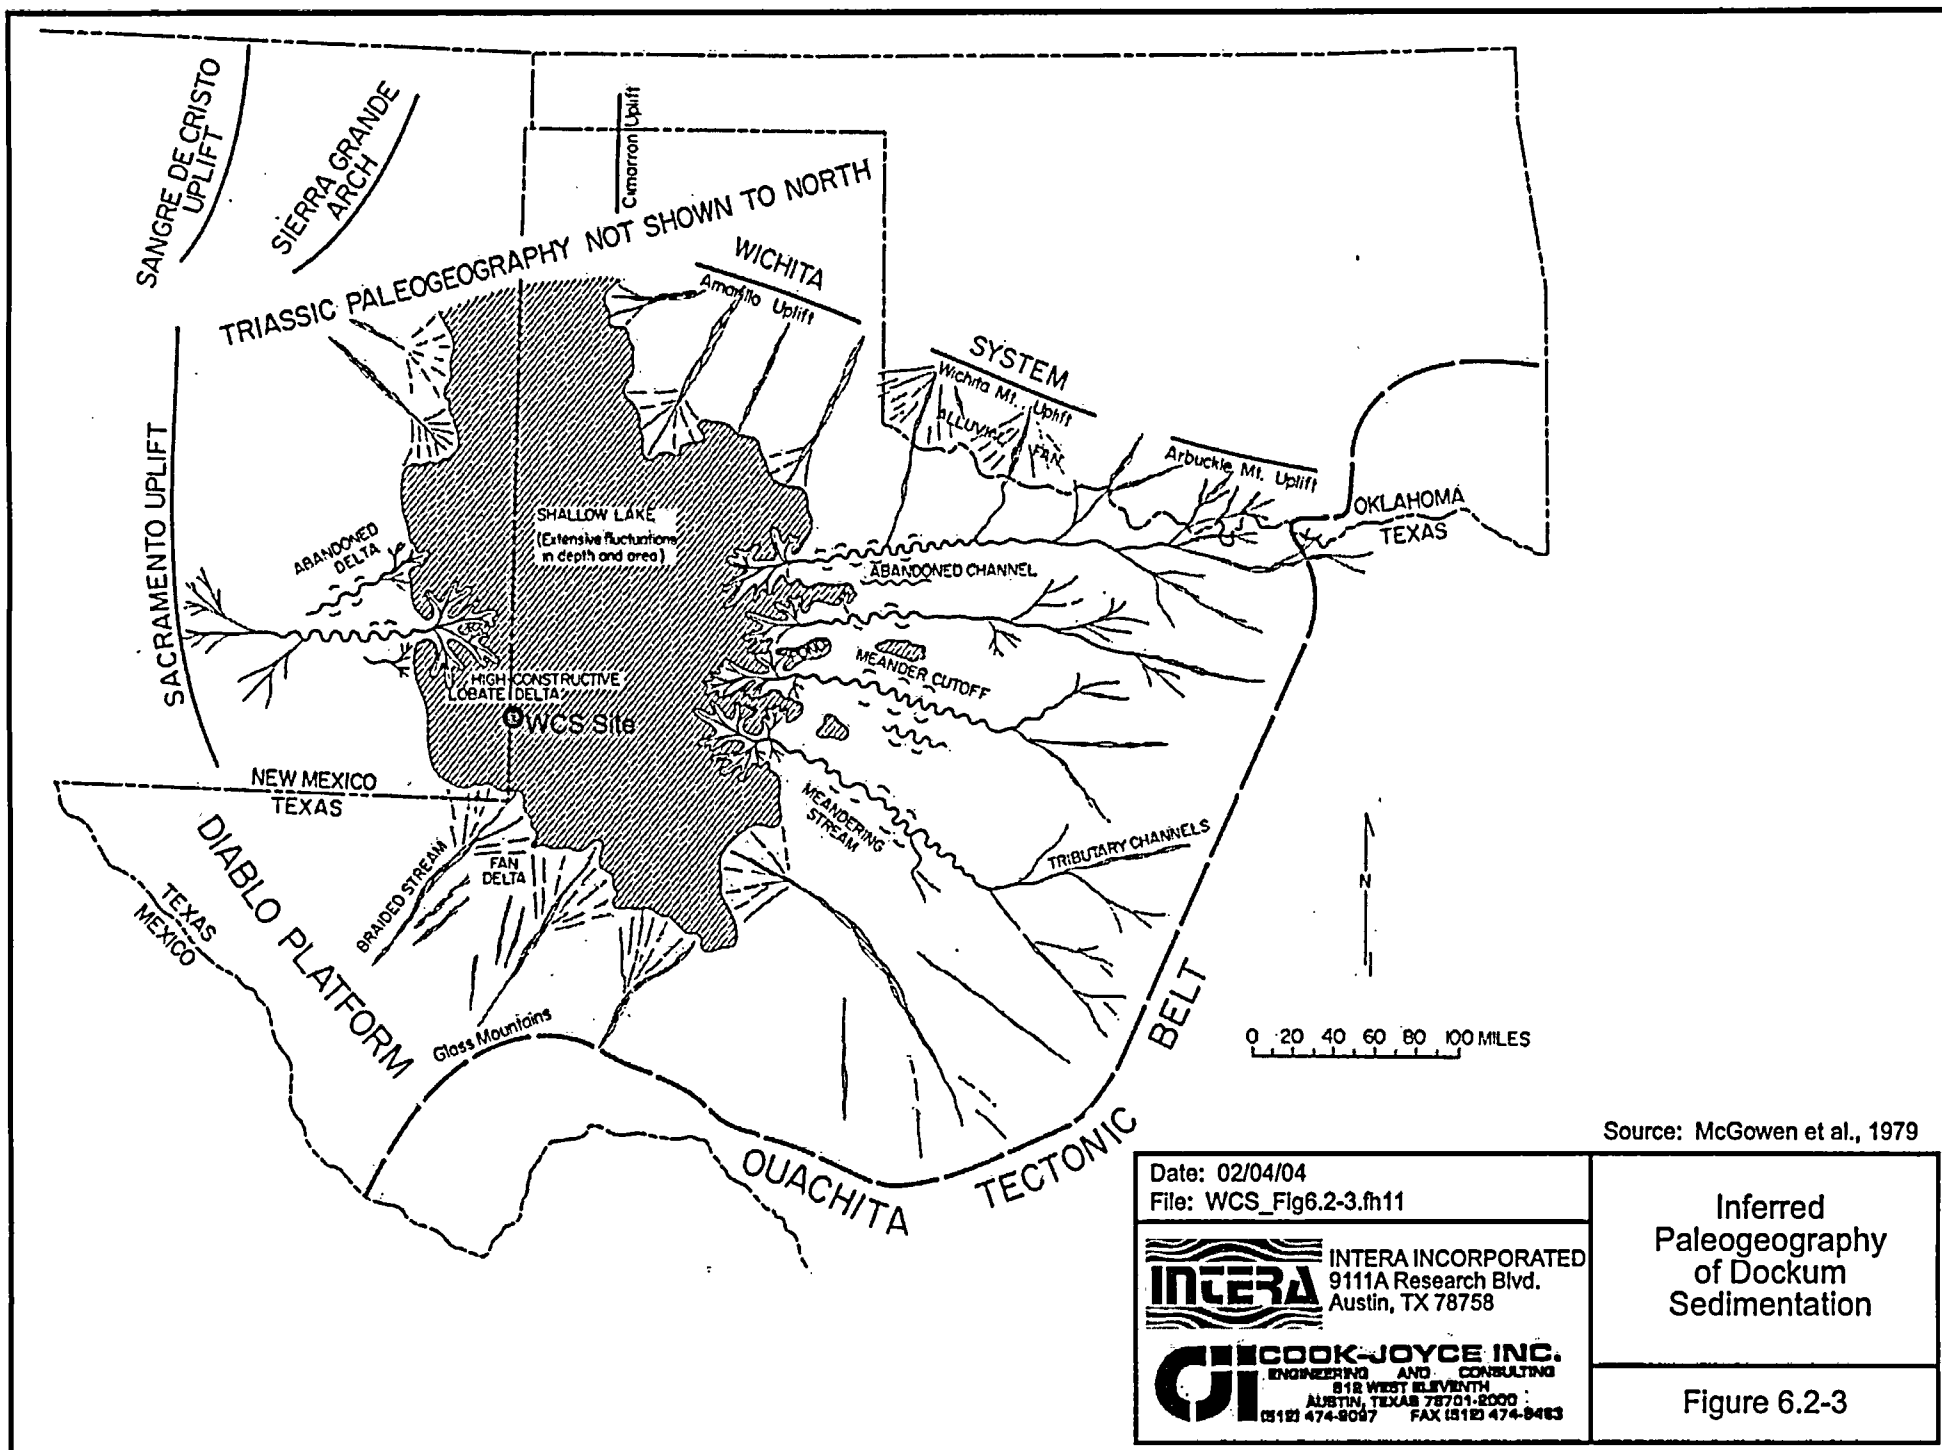 SANGRE DE CRISTO
UPLIFT
SIERRA GRANDE
ARCH
Cimarron Uplift
TRIASSIC PALEOGEOGRAPHY NOT SHOWN TO NORTH
WICHITA
Amarillo Uplift
SYSTEM
Wichita Mt. Uplift
ALLUVIAL
FAN
Arbuckle Mt. Uplift
OKLAHOMA
TEXAS
SACRAMENTO UPLIFT
ABANDONED
DELTA
SHALLOW LAKE
(Extensive fluctuations
in depth and area)
ABANDONED CHANNEL
POND
MEANDER CUTOFF
HIGH CONSTRUCTIVE
LOBATE DELTA
WCS Site
NEW MEXICO
TEXAS
MEANDERING
STREAM
TRIBUTARY CHANNELS
DIABLO PLATFORM
TEXAS
MEXICO
BRAIDED STREAM
FAN
DELTA
N
Glass Mountains
OUACHITA TECTONIC BELT
0 20 40 60 80 100 MILES
Source: McGowen et al., 1979
Date: 02/04/04
File: WCS_Fig6.2-3.fh11
INTERA
INTERA INCORPORATED
9111A Research Blvd.
Austin, TX 78758
CJI
COOK-JOYCE INC.
ENGINEERING AND CONSULTING
812 WEST ELEVENTH
AUSTIN, TEXAS 78701-2000
(512) 474-9097 FAX (512) 474-8463
Inferred
Paleogeography
of Dockum
Sedimentation
Figure 6.2-3